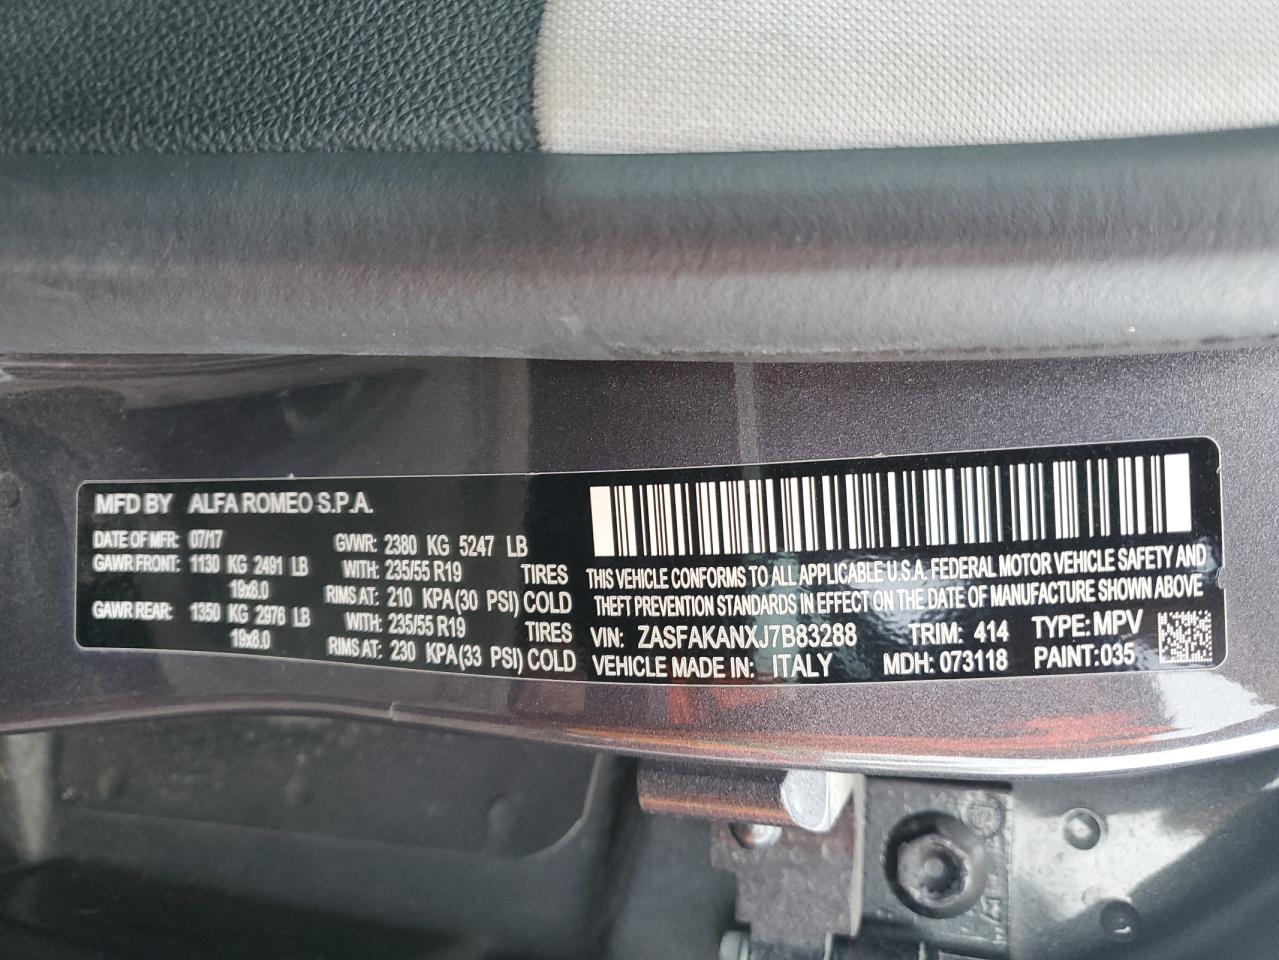 MFD BY ALFA ROMEO S.P.A.
DATE OF MFR: 07/17 GVWR: 2380 KG 5247 LB
GAWR FRONT: 1130 KG 2491 LB WITH: 235/55 R19 TIRES
19x8.0 RIMS AT: 210 KPA(30 PSI) COLD
GAWR REAR: 1350 KG 2976 LB WITH: 235/55 R19 TIRES
19x8.0 RIMS AT: 230 KPA(33 PSI) COLD
THIS VEHICLE CONFORMS TO ALL APPLICABLE U.S.A. FEDERAL MOTOR VEHICLE SAFETY AND
THEFT PREVENTION STANDARDS IN EFFECT ON THE DATE OF MANUFACTURE SHOWN ABOVE
VIN: ZASFAKANXJ7B83288 TRIM: 414 TYPE: MPV
VEHICLE MADE IN: ITALY MDH: 073118 PAINT: 035